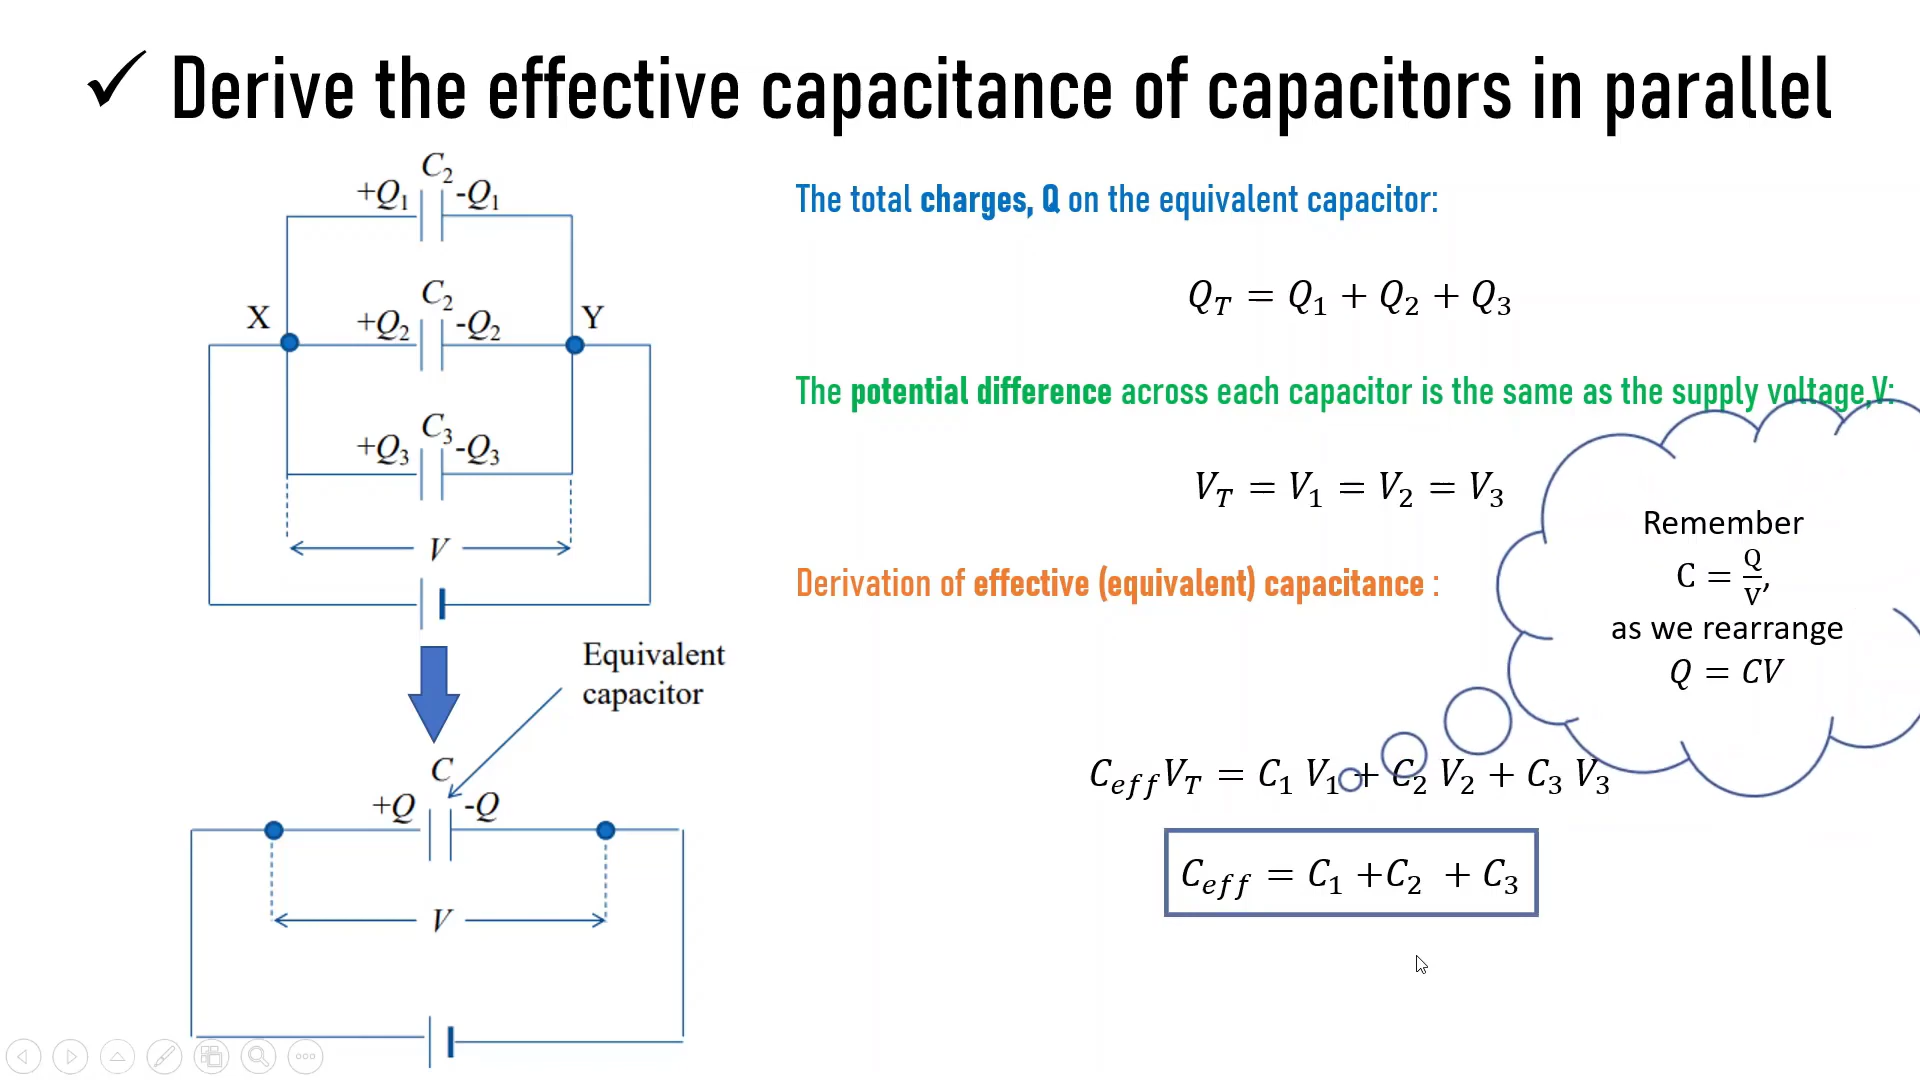 ✓ Derive the effective capacitance of capacitors in parallel
C₂
+Q₁ -Q₁
C₂
X +Q₂ -Q₂ Y
C₃
+Q₃ -Q₃
V
Equivalent
capacitor
C
+Q -Q
V
The total charges, Q on the equivalent capacitor:
Q_T = Q₁ + Q₂ + Q₃
The potential difference across each capacitor is the same as the supply voltage,V:
V_T = V₁ = V₂ = V₃
Derivation of effective (equivalent) capacitance :
Remember
C = Q/V,
as we rearrange
Q = CV
C_eff V_T = C₁ V₁ + C₂ V₂ + C₃ V₃
C_eff = C₁ +C₂ + C₃